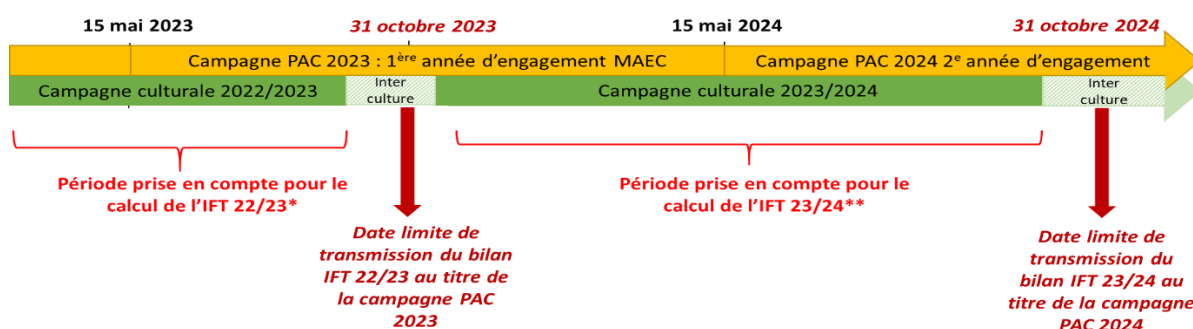 15 mai 2023
31 octobre 2023
15 mai 2024
31 octobre 2024
Campagne PAC 2023 : 1ère année d'engagement MAEC
Campagne PAC 2024 2e année d'engagement
Campagne culturale 2022/2023
Inter
culture
Campagne culturale 2023/2024
Inter
culture
Période prise en compte pour le
calcul de l'IFT 22/23*
Période prise en compte pour le
calcul de l'IFT 23/24**
Date limite de
transmission du bilan
IFT 22/23 au titre de
la campagne PAC
2023
Date limite de
transmission du
bilan IFT 23/24 au
titre de la campagne
PAC 2024